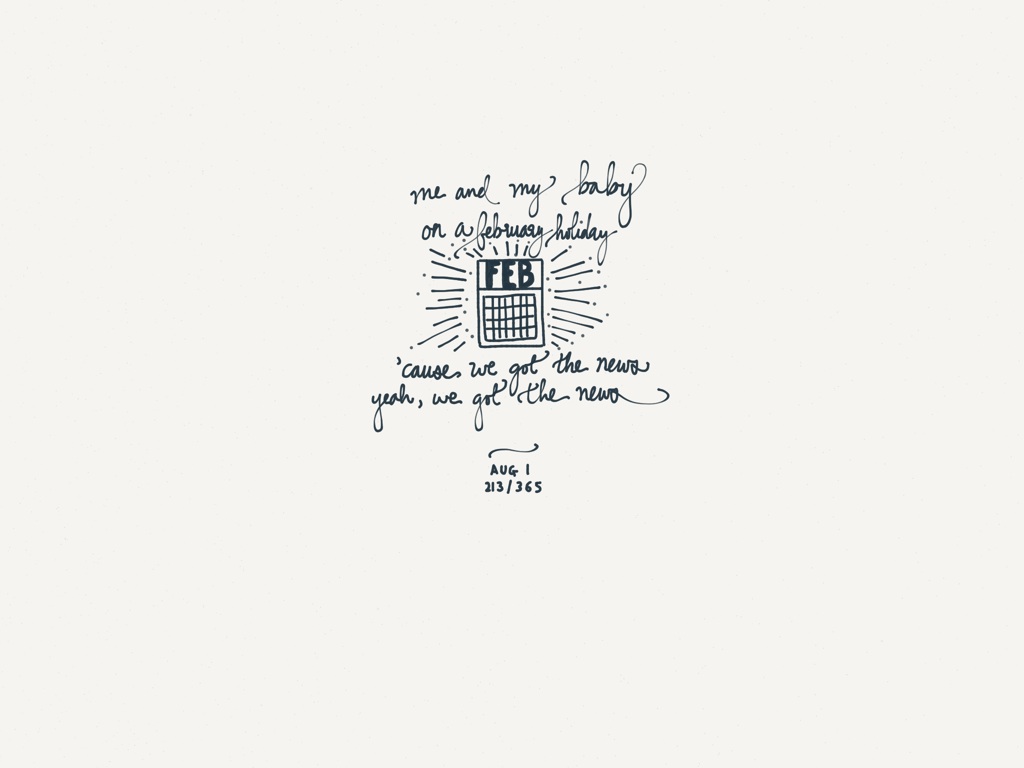 me and my baby
on a february holiday
FEB
'cause we got the news
yeah, we got the news
AUG 1
213/365